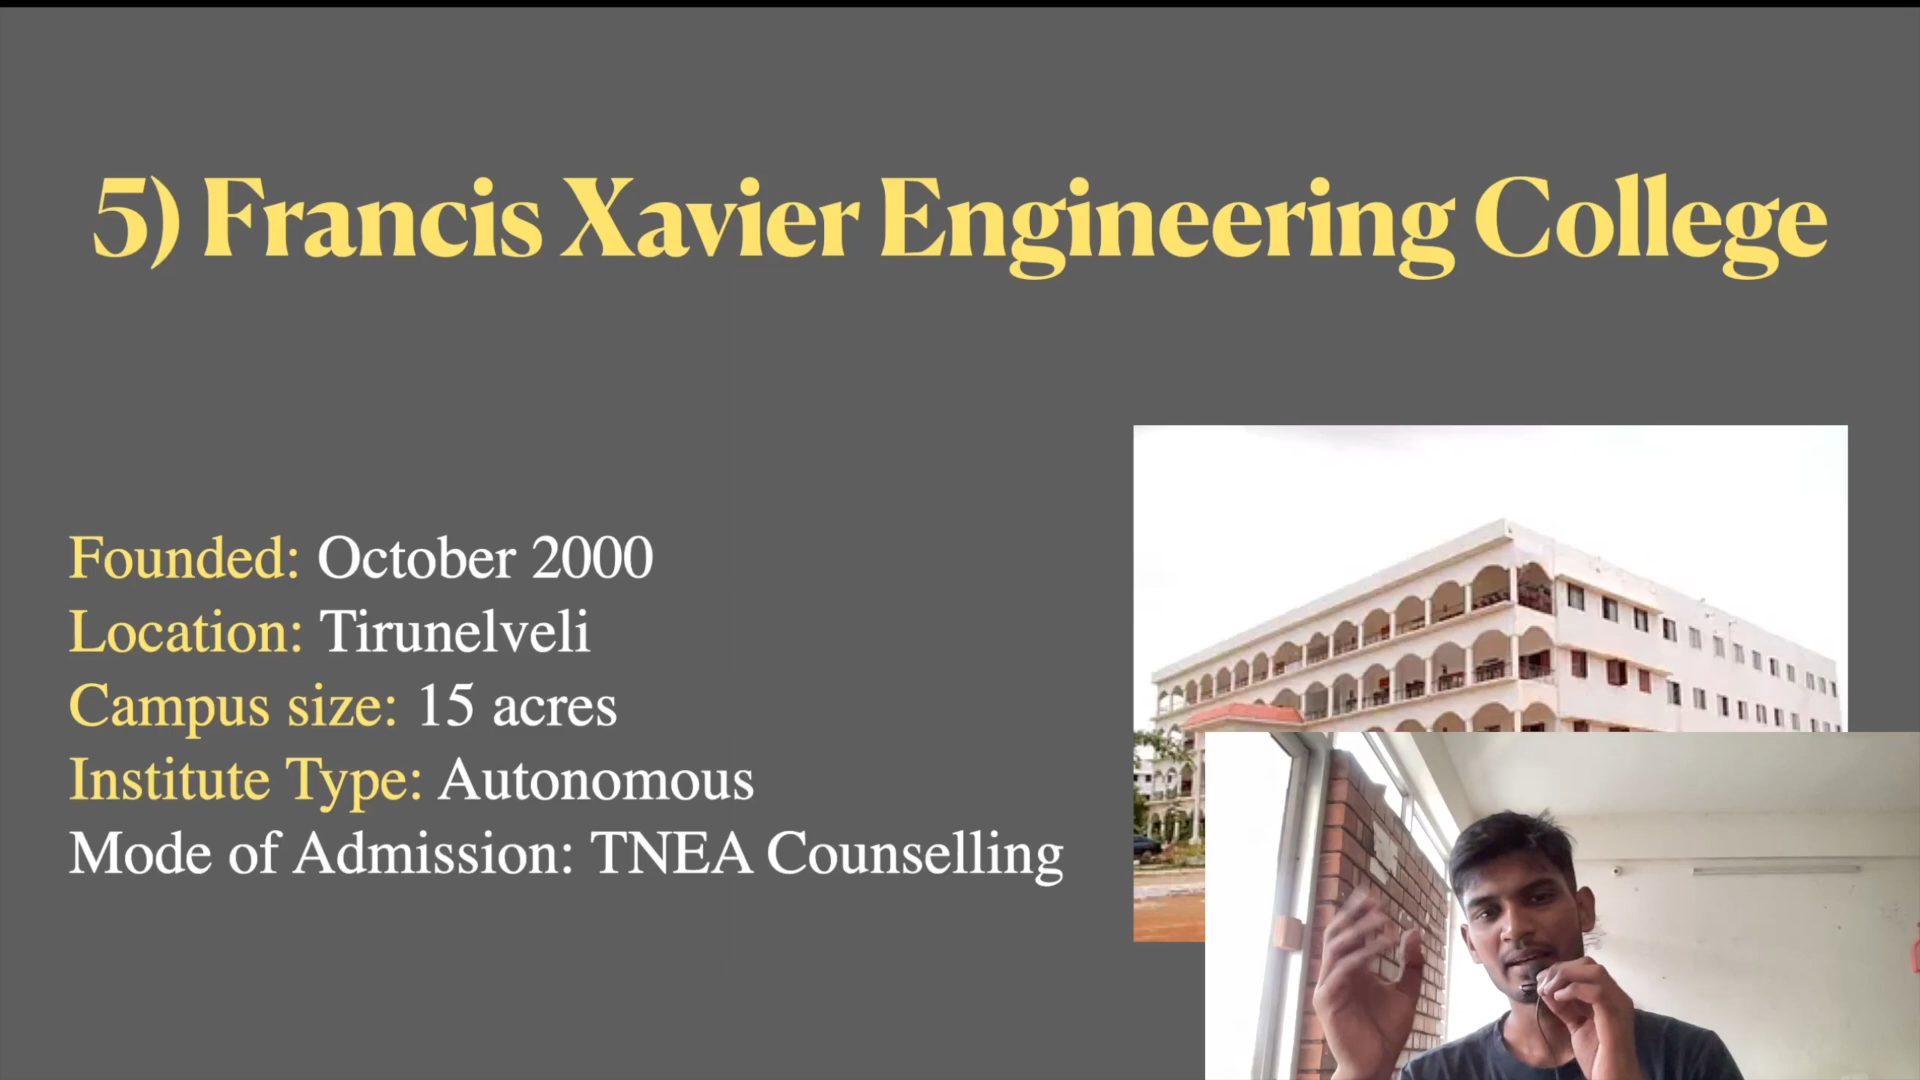 5) Francis Xavier Engineering College
Founded: October 2000
Location: Tirunelveli
Campus size: 15 acres
Institute Type: Autonomous
Mode of Admission: TNEA Counselling